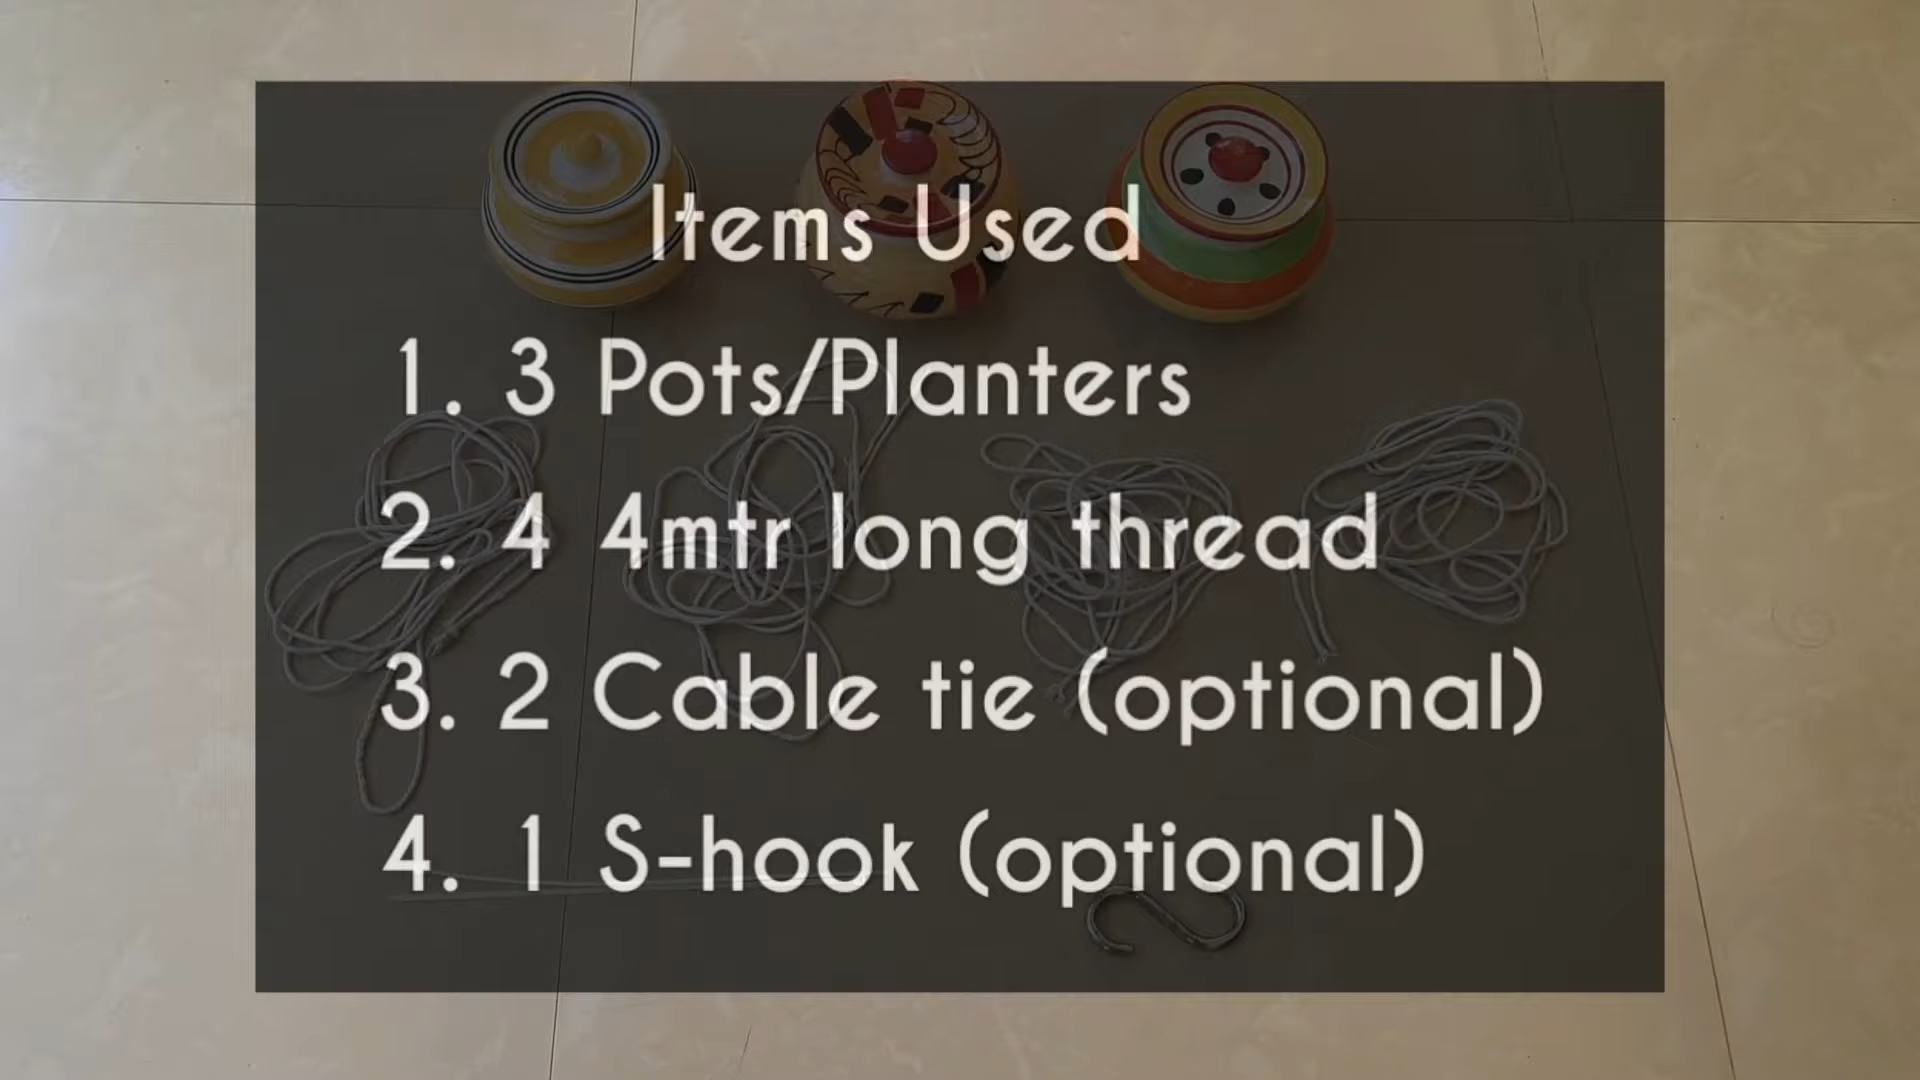 Items Used
1. 3 Pots/Planters
2. 4 4mtr long thread
3. 2 Cable tie (optional)
4. 1 S-hook (optional)